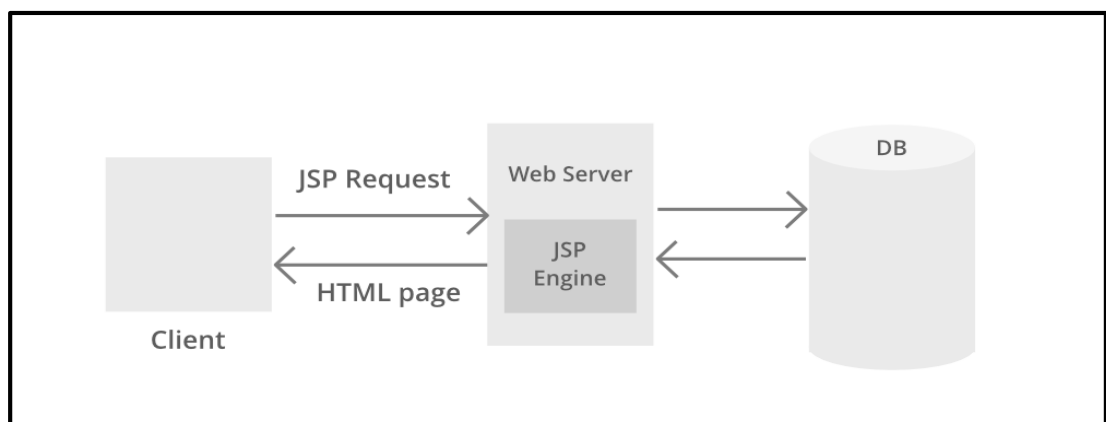 JSP Request
HTML page
Client
Web Server
JSP
Engine
DB